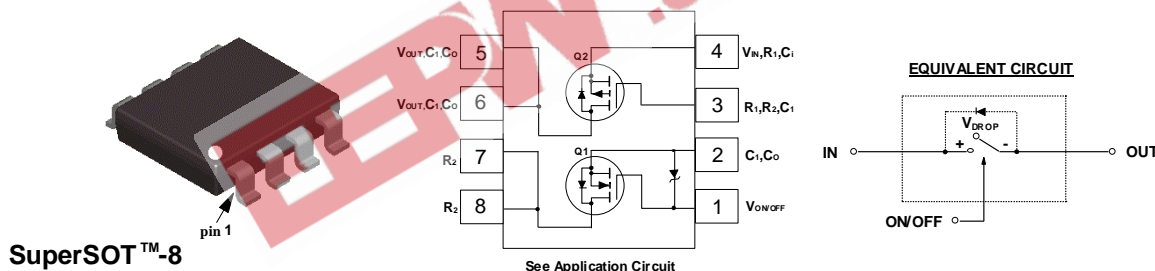 pin 1
SuperSOT™-8
VOUT,C1,CO 5
VOUT,C1,CO 6
R2 7
R2 8
Q2
Q1
4 VIN,R1,Ci
3 R1,R2,C1
2 C1,CO
1 VON/OFF
See Application Circuit
EQUIVALENT CIRCUIT
VDROP
+ -
IN
OUT
ON/OFF